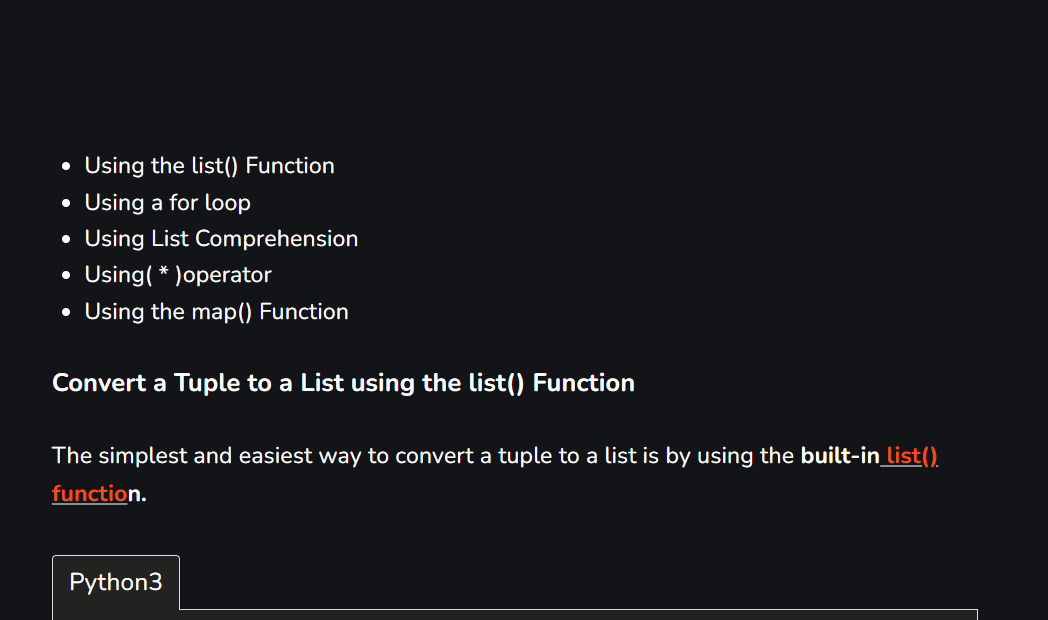 Using the list() Function
Using a for loop
Using List Comprehension
Using( * )operator
Using the map() Function
Convert a Tuple to a List using the list() Function
The simplest and easiest way to convert a tuple to a list is by using the built-in list()
function.
Python3